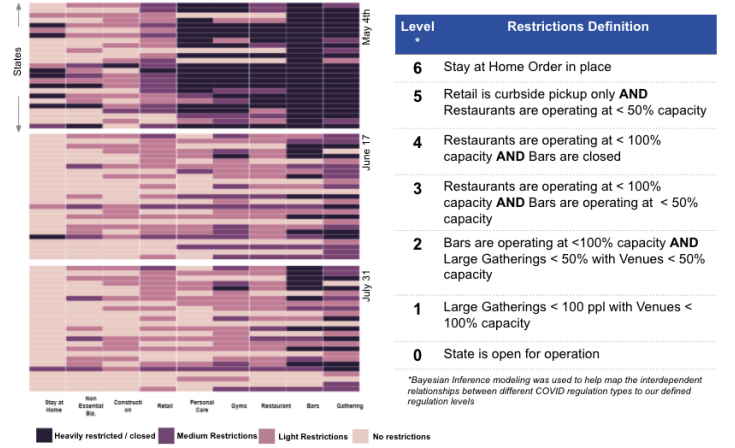 States
May 4th
June 17
July 31
Stay at
Home
Non
Essential
Biz.
Constructi
on
Retail
Personal
Care
Gyms
Restaurant
Bars
Gathering
Heavily restricted / closed
Medium Restrictions
Light Restrictions
No restrictions
Level
*
Restrictions Definition
6
Stay at Home Order in place
5
Retail is curbside pickup only AND
Restaurants are operating at < 50% capacity
4
Restaurants are operating at < 100%
capacity AND Bars are closed
3
Restaurants are operating at < 100%
capacity AND Bars are operating at < 50%
capacity
2
Bars are operating at <100% capacity AND
Large Gatherings < 50% with Venues < 50%
capacity
1
Large Gatherings < 100 ppl with Venues <
100% capacity
0
State is open for operation
*Bayesian Inference modeling was used to help map the interdependent
relationships between different COVID regulation types to our defined
regulation levels